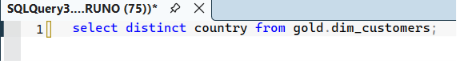 SQLQuery3....RUNO (75))*
1 select distinct country from gold.dim_customers;